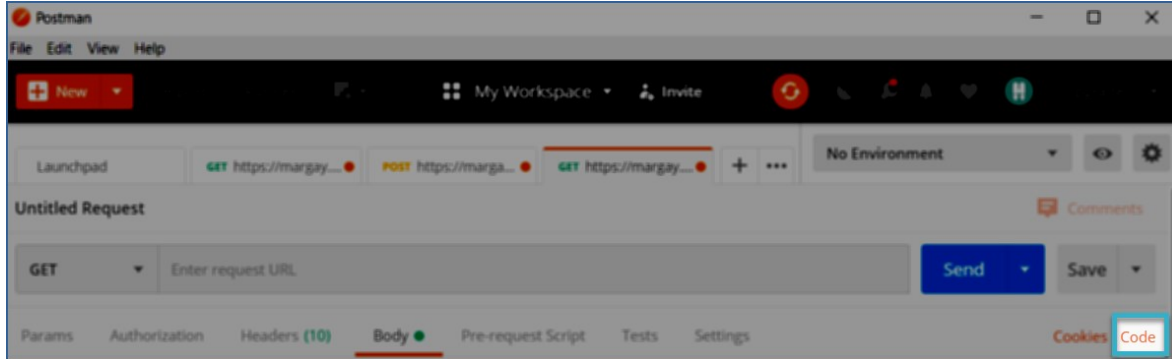 Postman
File Edit View Help
New My Workspace Invite
Launchpad GET https://margay.... POST https://marga... GET https://margay.... + ••• No Environment
Untitled Request Comments
GET Enter request URL Send Save
Params Authorization Headers (10) Body Pre-request Script Tests Settings Cookies Code